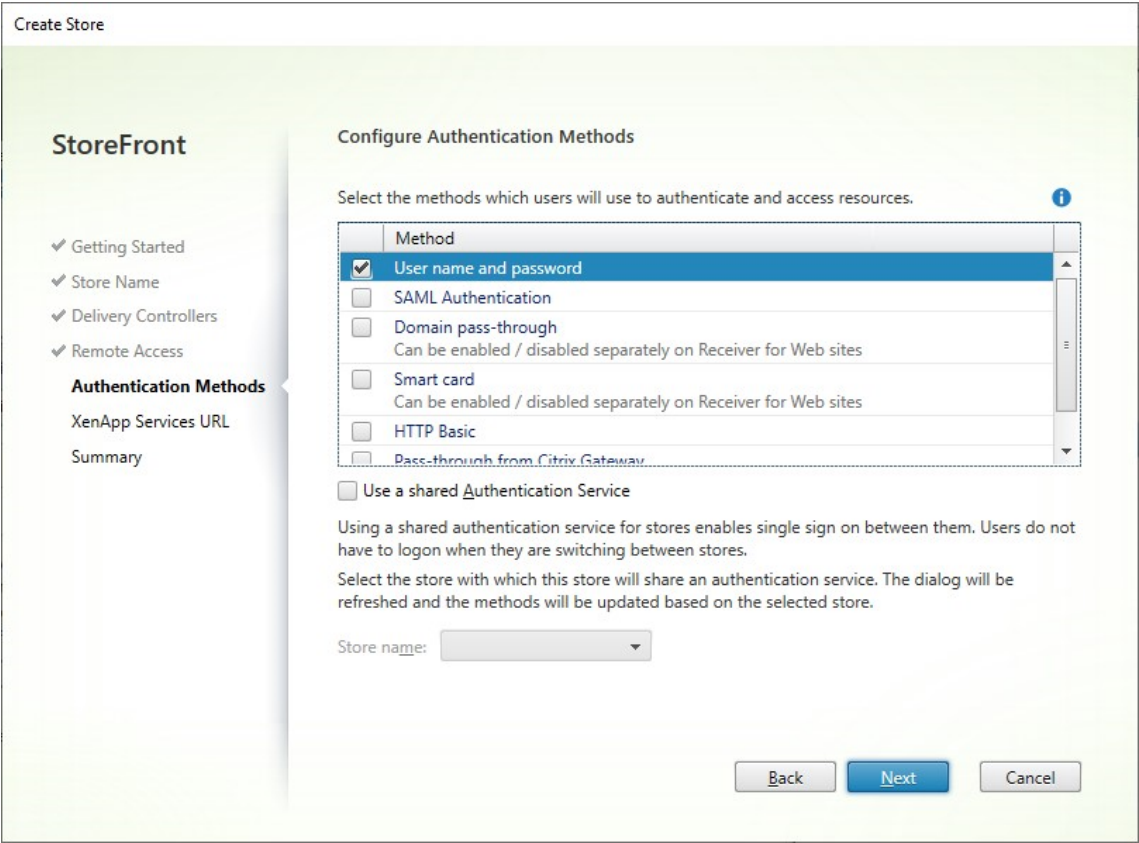 Create Store
StoreFront
Getting Started
Store Name
Delivery Controllers
Remote Access
Authentication Methods
XenApp Services URL
Summary
Configure Authentication Methods
Select the methods which users will use to authenticate and access resources.
Method
User name and password
SAML Authentication
Domain pass-through
Can be enabled / disabled separately on Receiver for Web sites
Smart card
Can be enabled / disabled separately on Receiver for Web sites
HTTP Basic
Pass-through from Citrix Gateway
Use a shared Authentication Service
Using a shared authentication service for stores enables single sign on between them. Users do not
have to logon when they are switching between stores.
Select the store with which this store will share an authentication service. The dialog will be
refreshed and the methods will be updated based on the selected store.
Store name:
Back
Next
Cancel